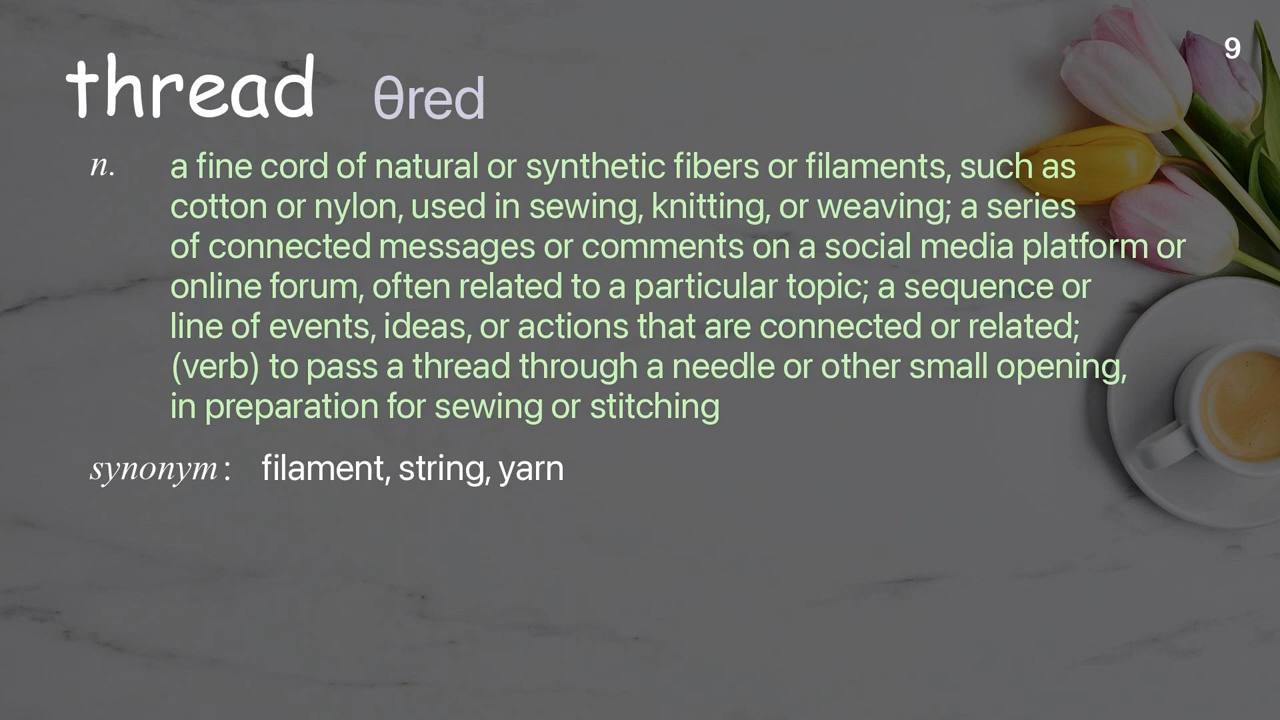 9
thread θred
n. a fine cord of natural or synthetic fibers or filaments, such as
cotton or nylon, used in sewing, knitting, or weaving; a series
of connected messages or comments on a social media platform or
online forum, often related to a particular topic; a sequence or
line of events, ideas, or actions that are connected or related;
(verb) to pass a thread through a needle or other small opening,
in preparation for sewing or stitching
synonym: filament, string, yarn